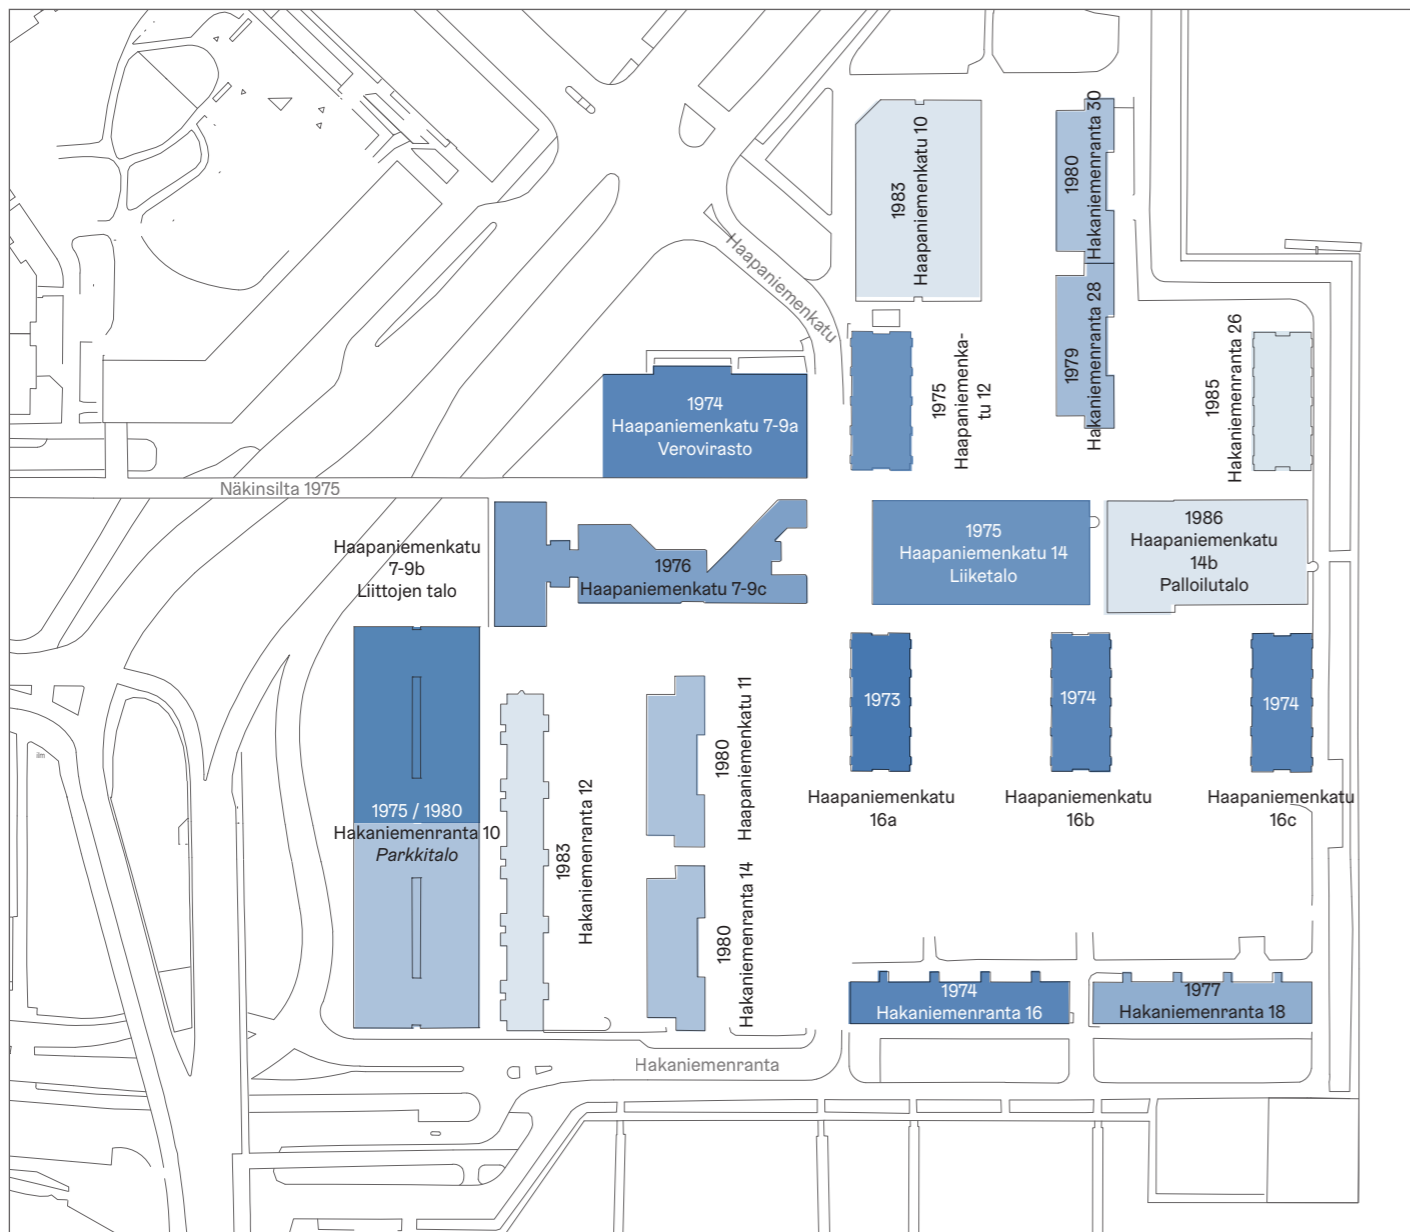 1983
Haapaniemenkatu 10
1980
Hakaniemenranta 30
Haapaniemenkatu
1979
Hakaniemenranta 28
1975
Haapaniemenka-
tu 12
1985
Hakaniemenranta 26
1974
Haapaniemenkatu 7-9a
Verovirasto
Näkinsilta 1975
Haapaniemenkatu
7-9b
Liittojen talo
1976
Haapaniemenkatu 7-9c
1975
Haapaniemenkatu 14
Liiketalo
1986
Haapaniemenkatu
14b
Palloilutalo
1973
Haapaniemenkatu
16a
1974
Haapaniemenkatu
16b
1974
Haapaniemenkatu
16c
1975 / 1980
Hakaniemenranta 10
Parkkitalo
1983
Hakaniemenranta 12
1980
Haapaniemenkatu 11
1980
Hakaniemenranta 14
1974
Hakaniemenranta 16
1977
Hakaniemenranta 18
Hakaniemenranta